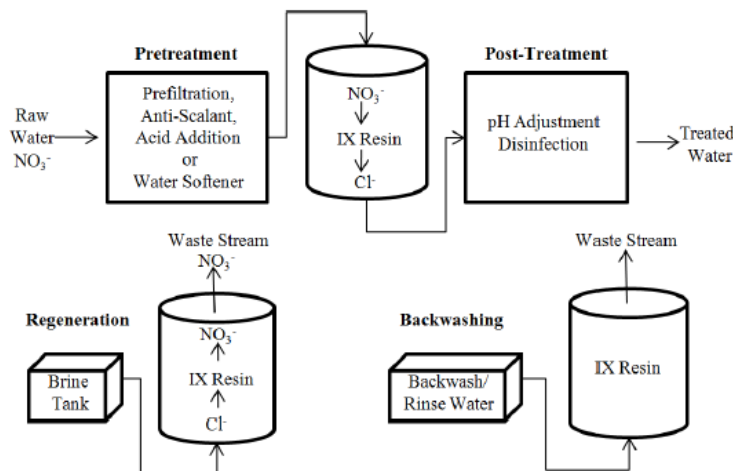 Pretreatment
Post-Treatment
Raw
Water
NO₃⁻
Prefiltration,
Anti-Scalant,
Acid Addition
or
Water Softener
NO₃⁻
IX Resin
Cl⁻
pH Adjustment
Disinfection
Treated
Water
Waste Stream
NO₃⁻
Regeneration
Brine
Tank
NO₃⁻
IX Resin
Cl⁻
Waste Stream
Backwashing
Backwash/
Rinse Water
IX Resin